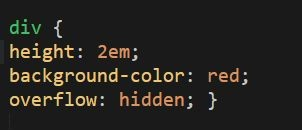 div {
height: 2em;
background-color: red;
overflow: hidden; }